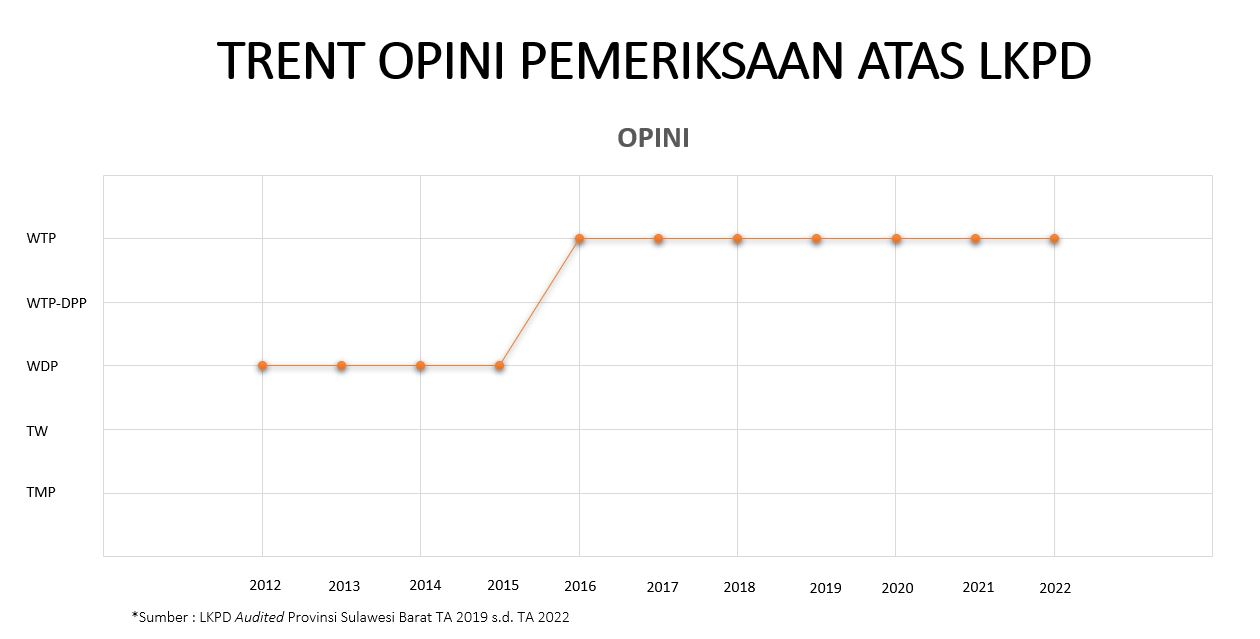 TRENT OPINI PEMERIKSAAN ATAS LKPD
OPINI
WTP
WTP-DPP
WDP
TW
TMP
2012 2013 2014 2015 2016 2017 2018 2019 2020 2021 2022
*Sumber : LKPD Audited Provinsi Sulawesi Barat TA 2019 s.d. TA 2022